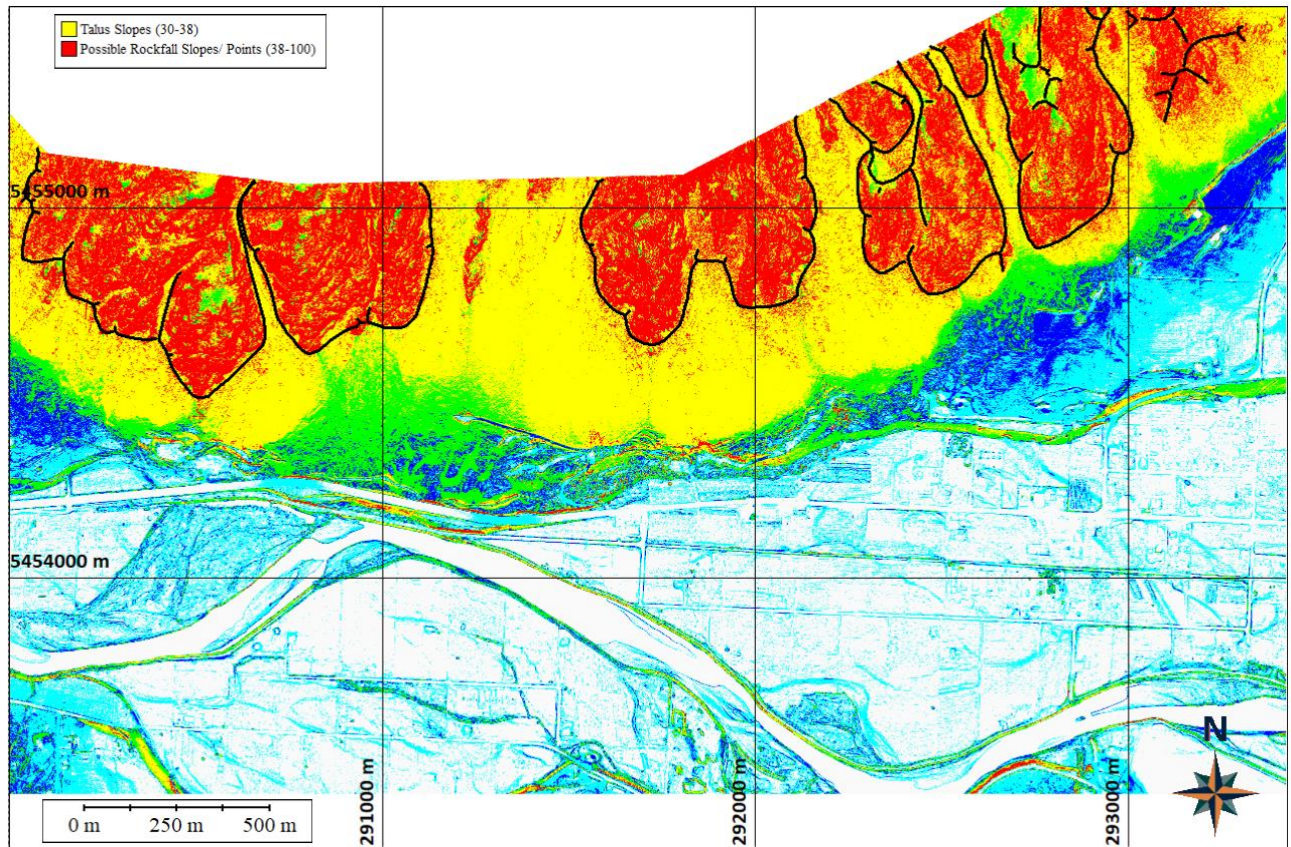 Talus Slopes (30-38)
Possible Rockfall Slopes/ Points (38-100)
5455000 m
5454000 m
N
0 m 250 m 500 m
291000 m
292000 m
293000 m